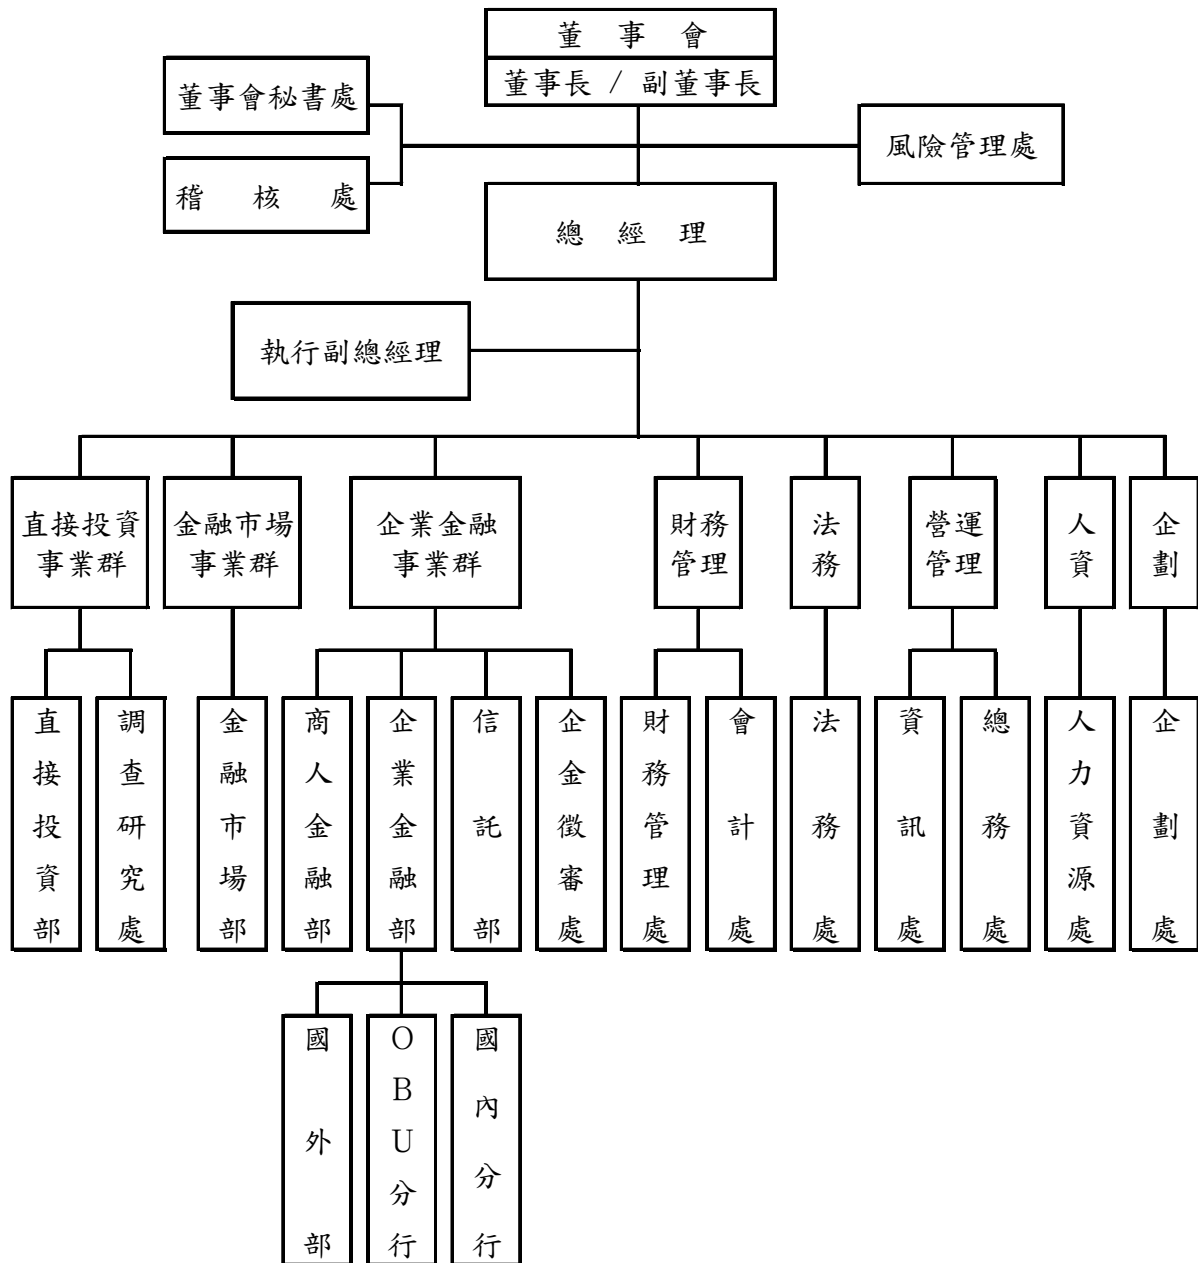 董事會
董事長 / 副董事長
董事會秘書處
風險管理處
稽核處
總經理
執行副總經理
直接投資
事業群
金融市場
事業群
企業金融
事業群
財務
管理
法務
營運
管理
人資
企劃
直接投資部
調查研究處
金融市場部
商人金融部
企業金融部
信託部
企金徵審處
財務管理處
會計處
法務處
資訊處
總務處
人力資源處
企劃處
國外部
OBU分行
國內分行